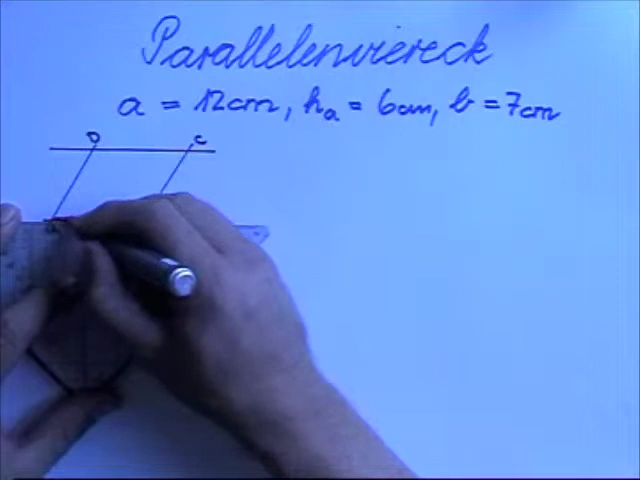 Parallelenviereck
a = 12cm, ha = 6cm, b = 7cm
D C